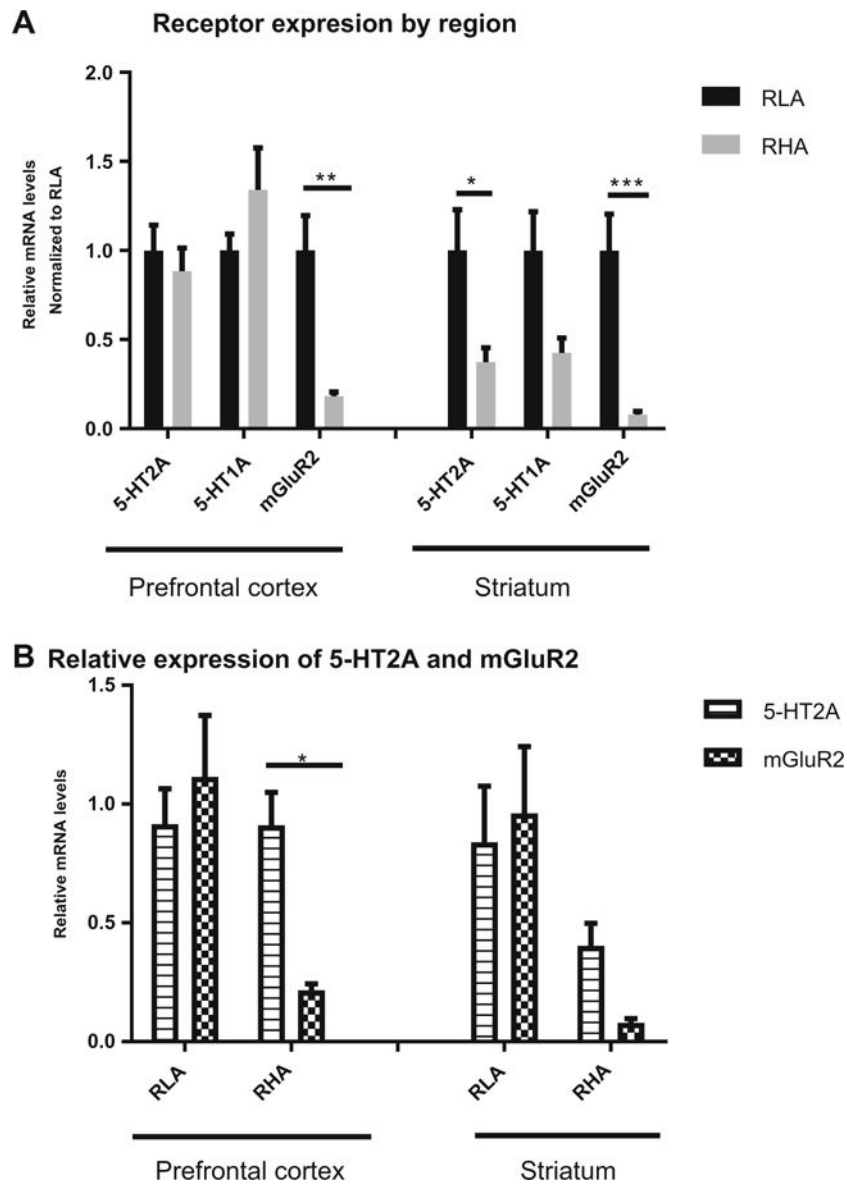 A Receptor expresion by region
2.0
1.5
1.0
0.5
0.0
Relative mRNA levels
Normalized to RLA
RLA
RHA
**
*
***
5-HT2A
5-HT1A
mGluR2
5-HT2A
5-HT1A
mGluR2
Prefrontal cortex
Striatum
B Relative expression of 5-HT2A and mGluR2
1.5
1.0
0.5
0.0
Relative mRNA levels
5-HT2A
mGluR2
*
RLA
RHA
RLA
RHA
Prefrontal cortex
Striatum